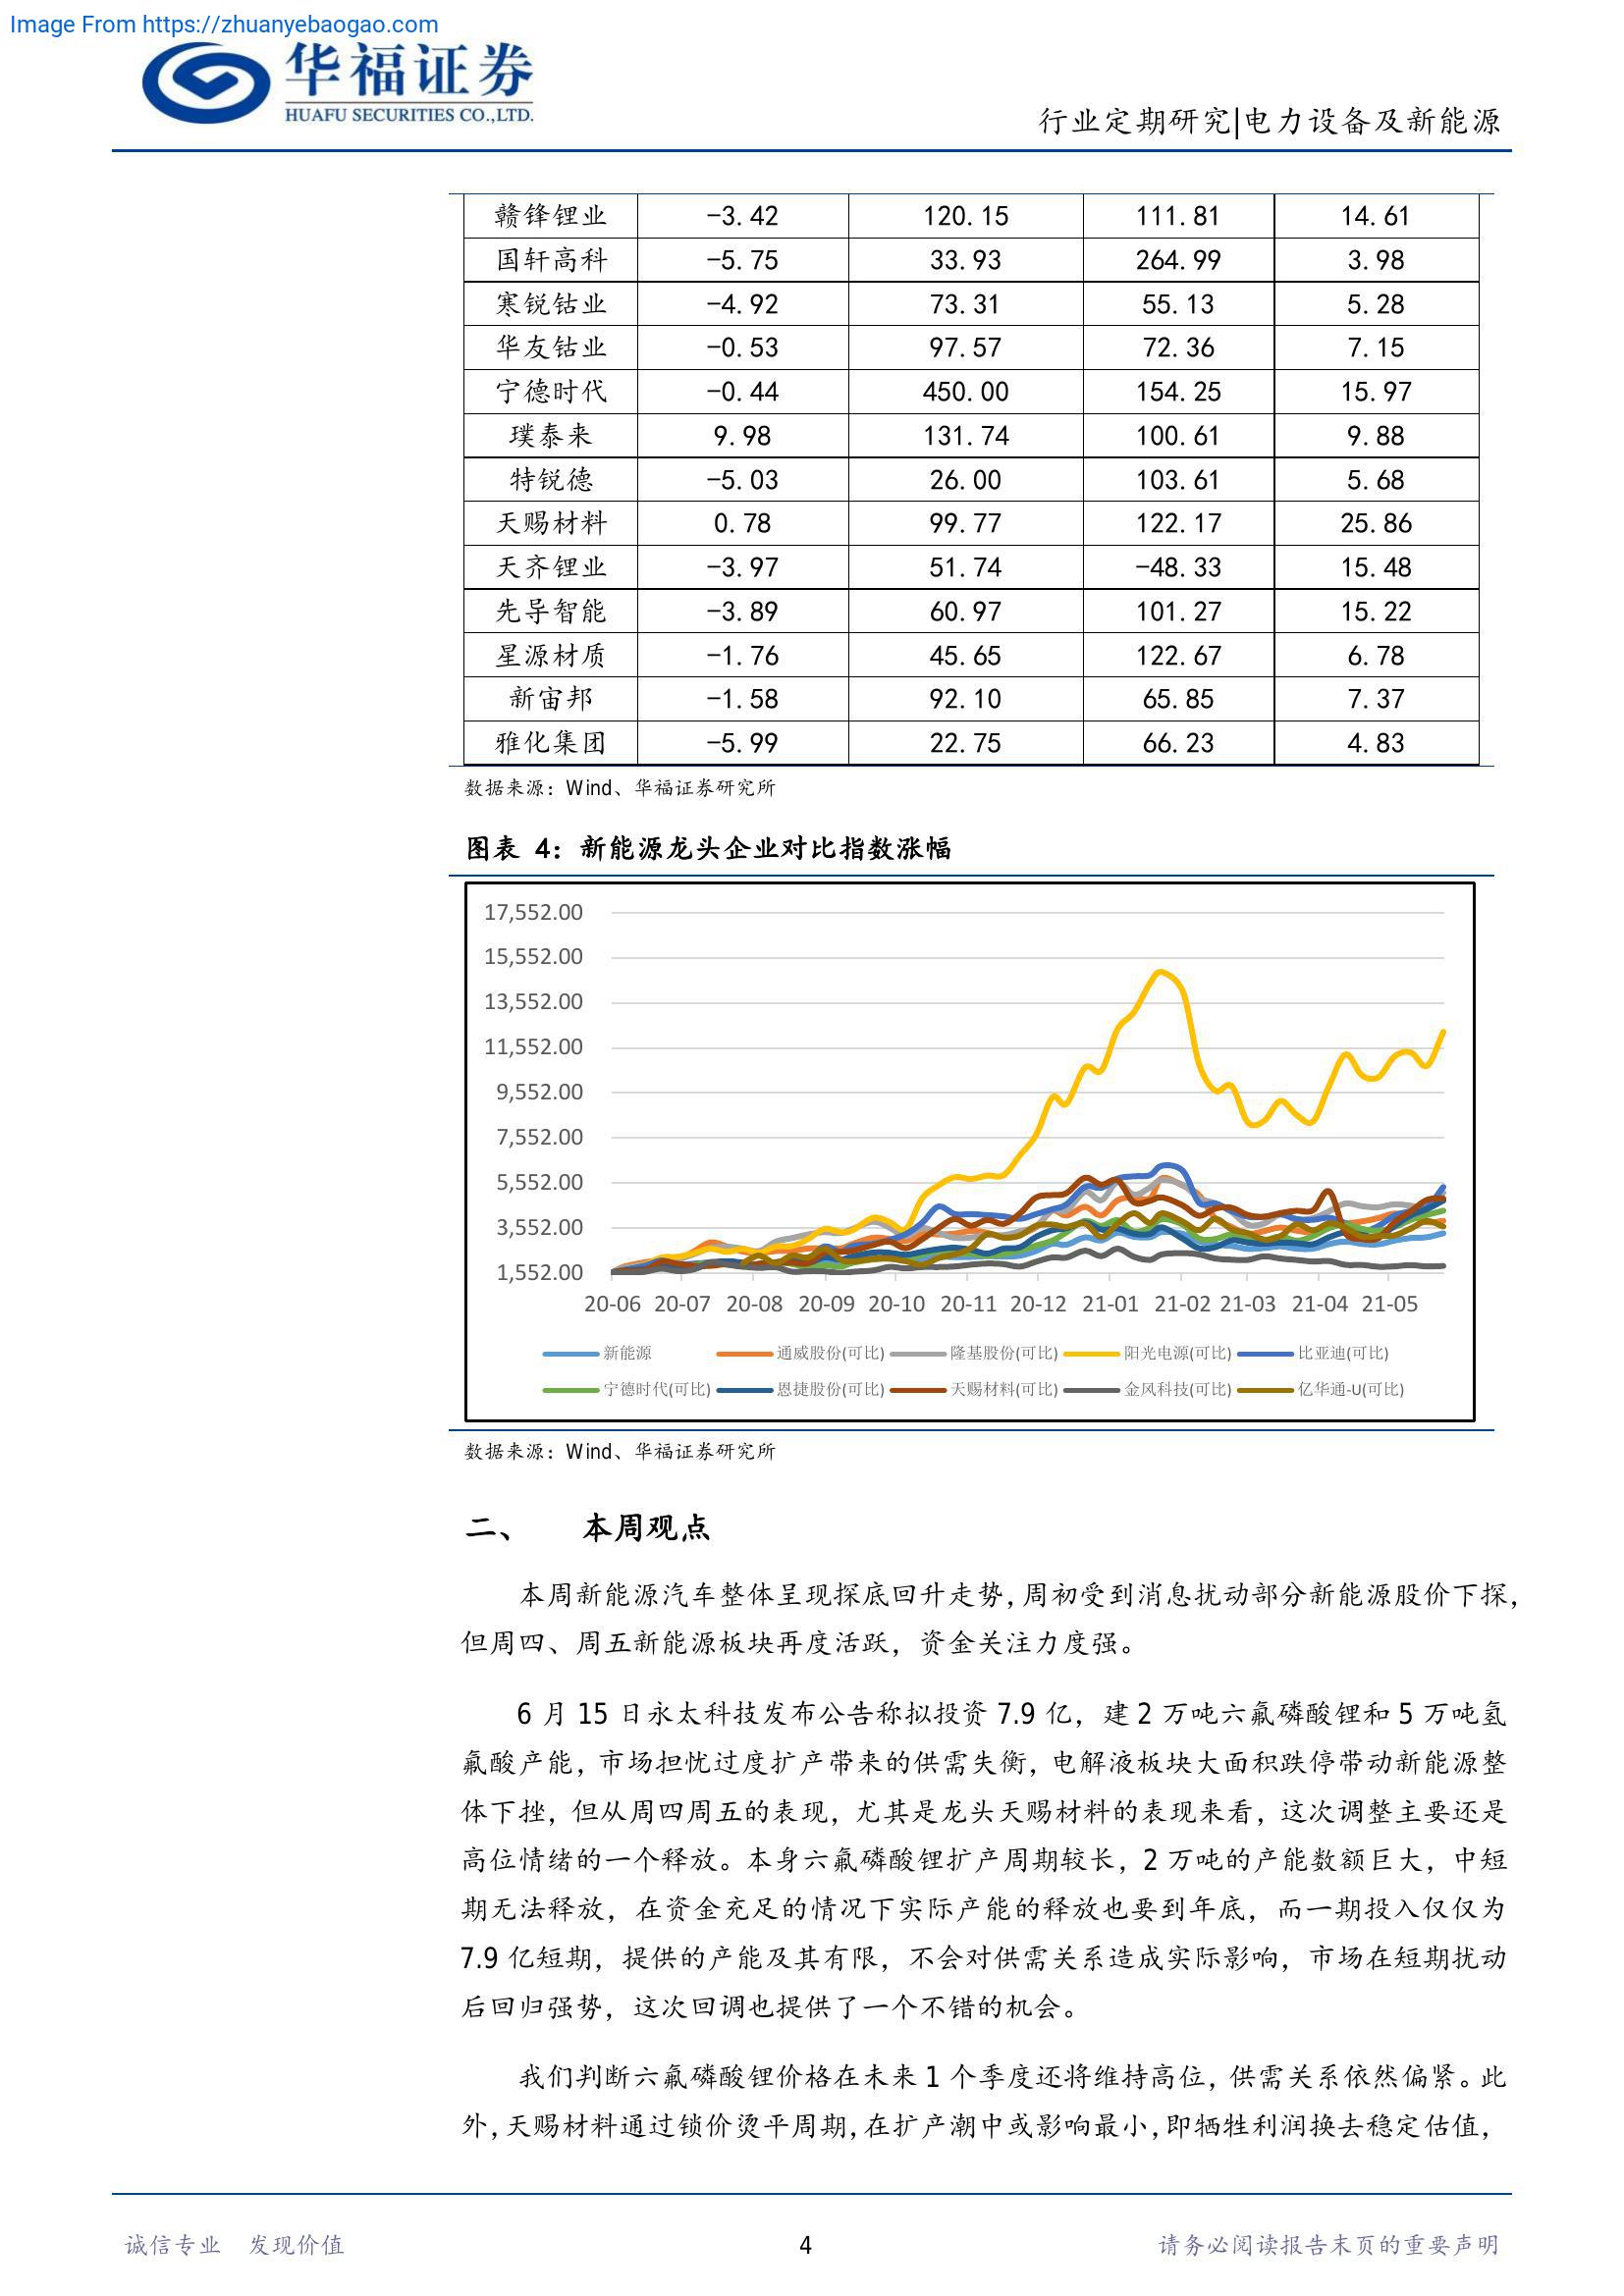 Image From https://zhuanyebaogao.com
华福证券
HUAFU SECURITIES CO.,LTD.
行业定期研究|电力设备及新能源
赣锋锂业 -3.42 120.15 111.81 14.61
国轩高科 -5.75 33.93 264.99 3.98
寒锐钴业 -4.92 73.31 55.13 5.28
华友钴业 -0.53 97.57 72.36 7.15
宁德时代 -0.44 450.00 154.25 15.97
璞泰来 9.98 131.74 100.61 9.88
特锐德 -5.03 26.00 103.61 5.68
天赐材料 0.78 99.77 122.17 25.86
天齐锂业 -3.97 51.74 -48.33 15.48
先导智能 -3.89 60.97 101.27 15.22
星源材质 -1.76 45.65 122.67 6.78
新宙邦 -1.58 92.10 65.85 7.37
雅化集团 -5.99 22.75 66.23 4.83
数据来源：Wind、华福证券研究所
图表 4：新能源龙头企业对比指数涨幅
17,552.00
15,552.00
13,552.00
11,552.00
9,552.00
7,552.00
5,552.00
3,552.00
1,552.00
20-06 20-07 20-08 20-09 20-10 20-11 20-12 21-01 21-02 21-03 21-04 21-05
新能源 通威股份(可比) 隆基股份(可比) 阳光电源(可比) 比亚迪(可比)
宁德时代(可比) 恩捷股份(可比) 天赐材料(可比) 金风科技(可比) 亿华通-U(可比)
数据来源：Wind、华福证券研究所
二、 本周观点
本周新能源汽车整体呈现探底回升走势，周初受到消息扰动部分新能源股价下探，
但周四、周五新能源板块再度活跃，资金关注力度强。
6 月 15 日永太科技发布公告称拟投资 7.9 亿，建 2 万吨六氟磷酸锂和 5 万吨氢
氟酸产能，市场担忧过度扩产带来的供需失衡，电解液板块大面积跌停带动新能源整
体下挫，但从周四周五的表现，尤其是龙头天赐材料的表现来看，这次调整主要还是
高位情绪的一个释放。本身六氟磷酸锂扩产周期较长，2 万吨的产能数额巨大，中短
期无法释放，在资金充足的情况下实际产能的释放也要到年底，而一期投入仅仅为
7.9 亿短期，提供的产能及其有限，不会对供需关系造成实际影响，市场在短期扰动
后回归强势，这次回调也提供了一个不错的机会。
我们判断六氟磷酸锂价格在未来 1 个季度还将维持高位，供需关系依然偏紧。此
外，天赐材料通过锁价烫平周期，在扩产潮中或影响最小，即牺牲利润换去稳定估值，
诚信专业 发现价值
4
请务必阅读报告末页的重要声明